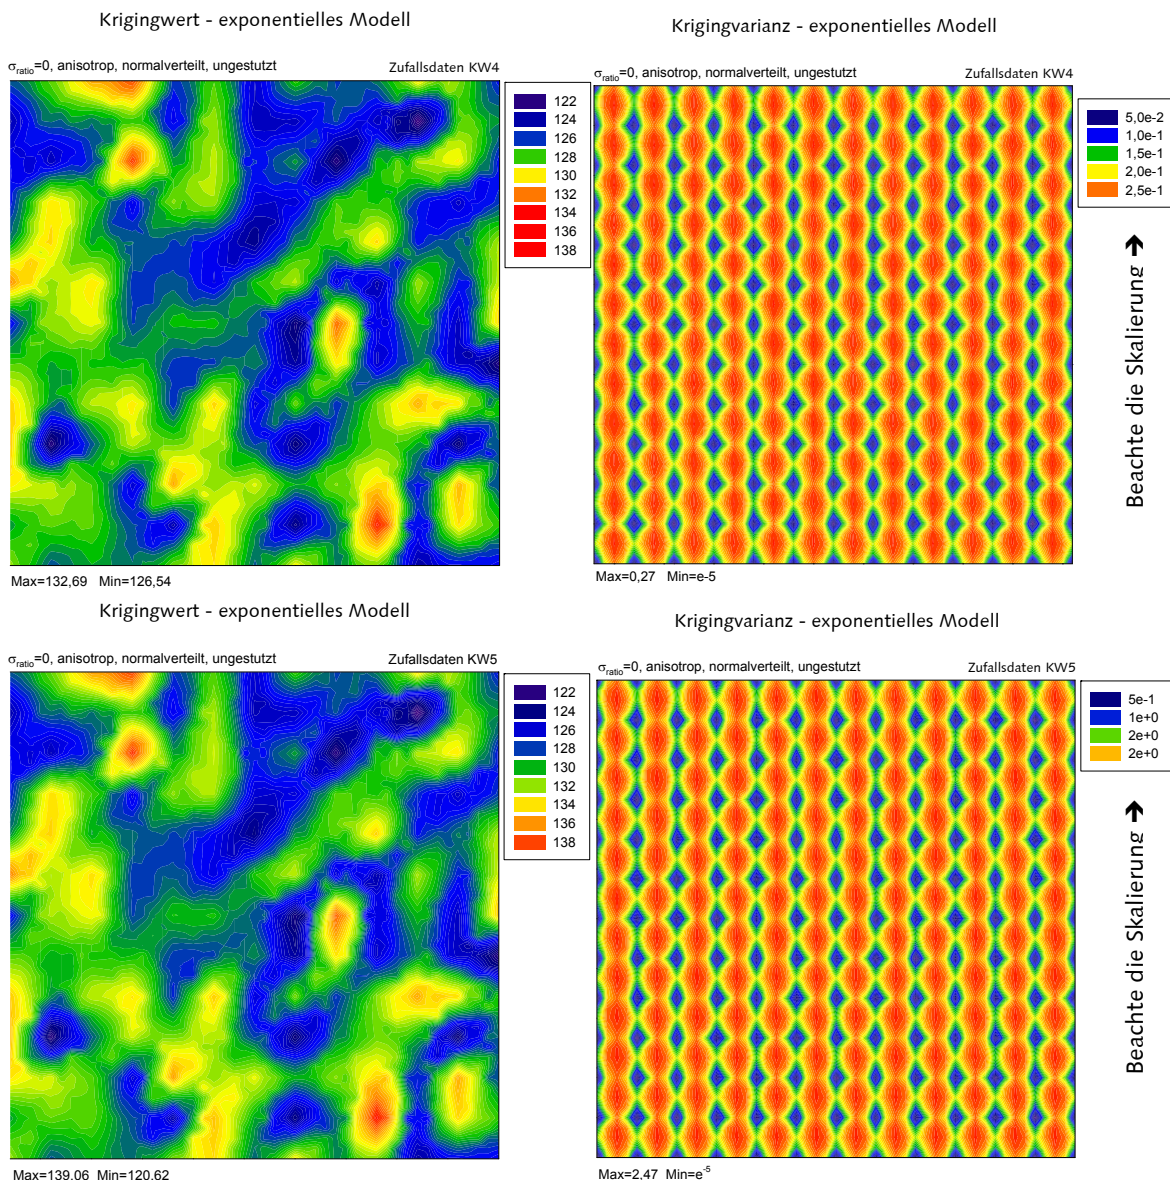 Krigingwert - exponentielles Modell
σratio=0, anisotrop, normalverteilt, ungestutzt
Zufallsdaten KW4
122
124
126
128
130
132
134
136
138
Max=132,69 Min=126,54
Krigingvarianz - exponentielles Modell
σratio=0, anisotrop, normalverteilt, ungestutzt
Zufallsdaten KW4
5,0e-2
1,0e-1
1,5e-1
2,0e-1
2,5e-1
Beachte die Skalierung ➔
Max=0,27 Min=e-5
Krigingwert - exponentielles Modell
σratio=0, anisotrop, normalverteilt, ungestutzt
Zufallsdaten KW5
122
124
126
128
130
132
134
136
138
Max=139,06 Min=120,62
Krigingvarianz - exponentielles Modell
σratio=0, anisotrop, normalverteilt, ungestutzt
Zufallsdaten KW5
5e-1
1e+0
2e+0
2e+0
Beachte die Skalierung ➔
Max=2,47 Min=e-5